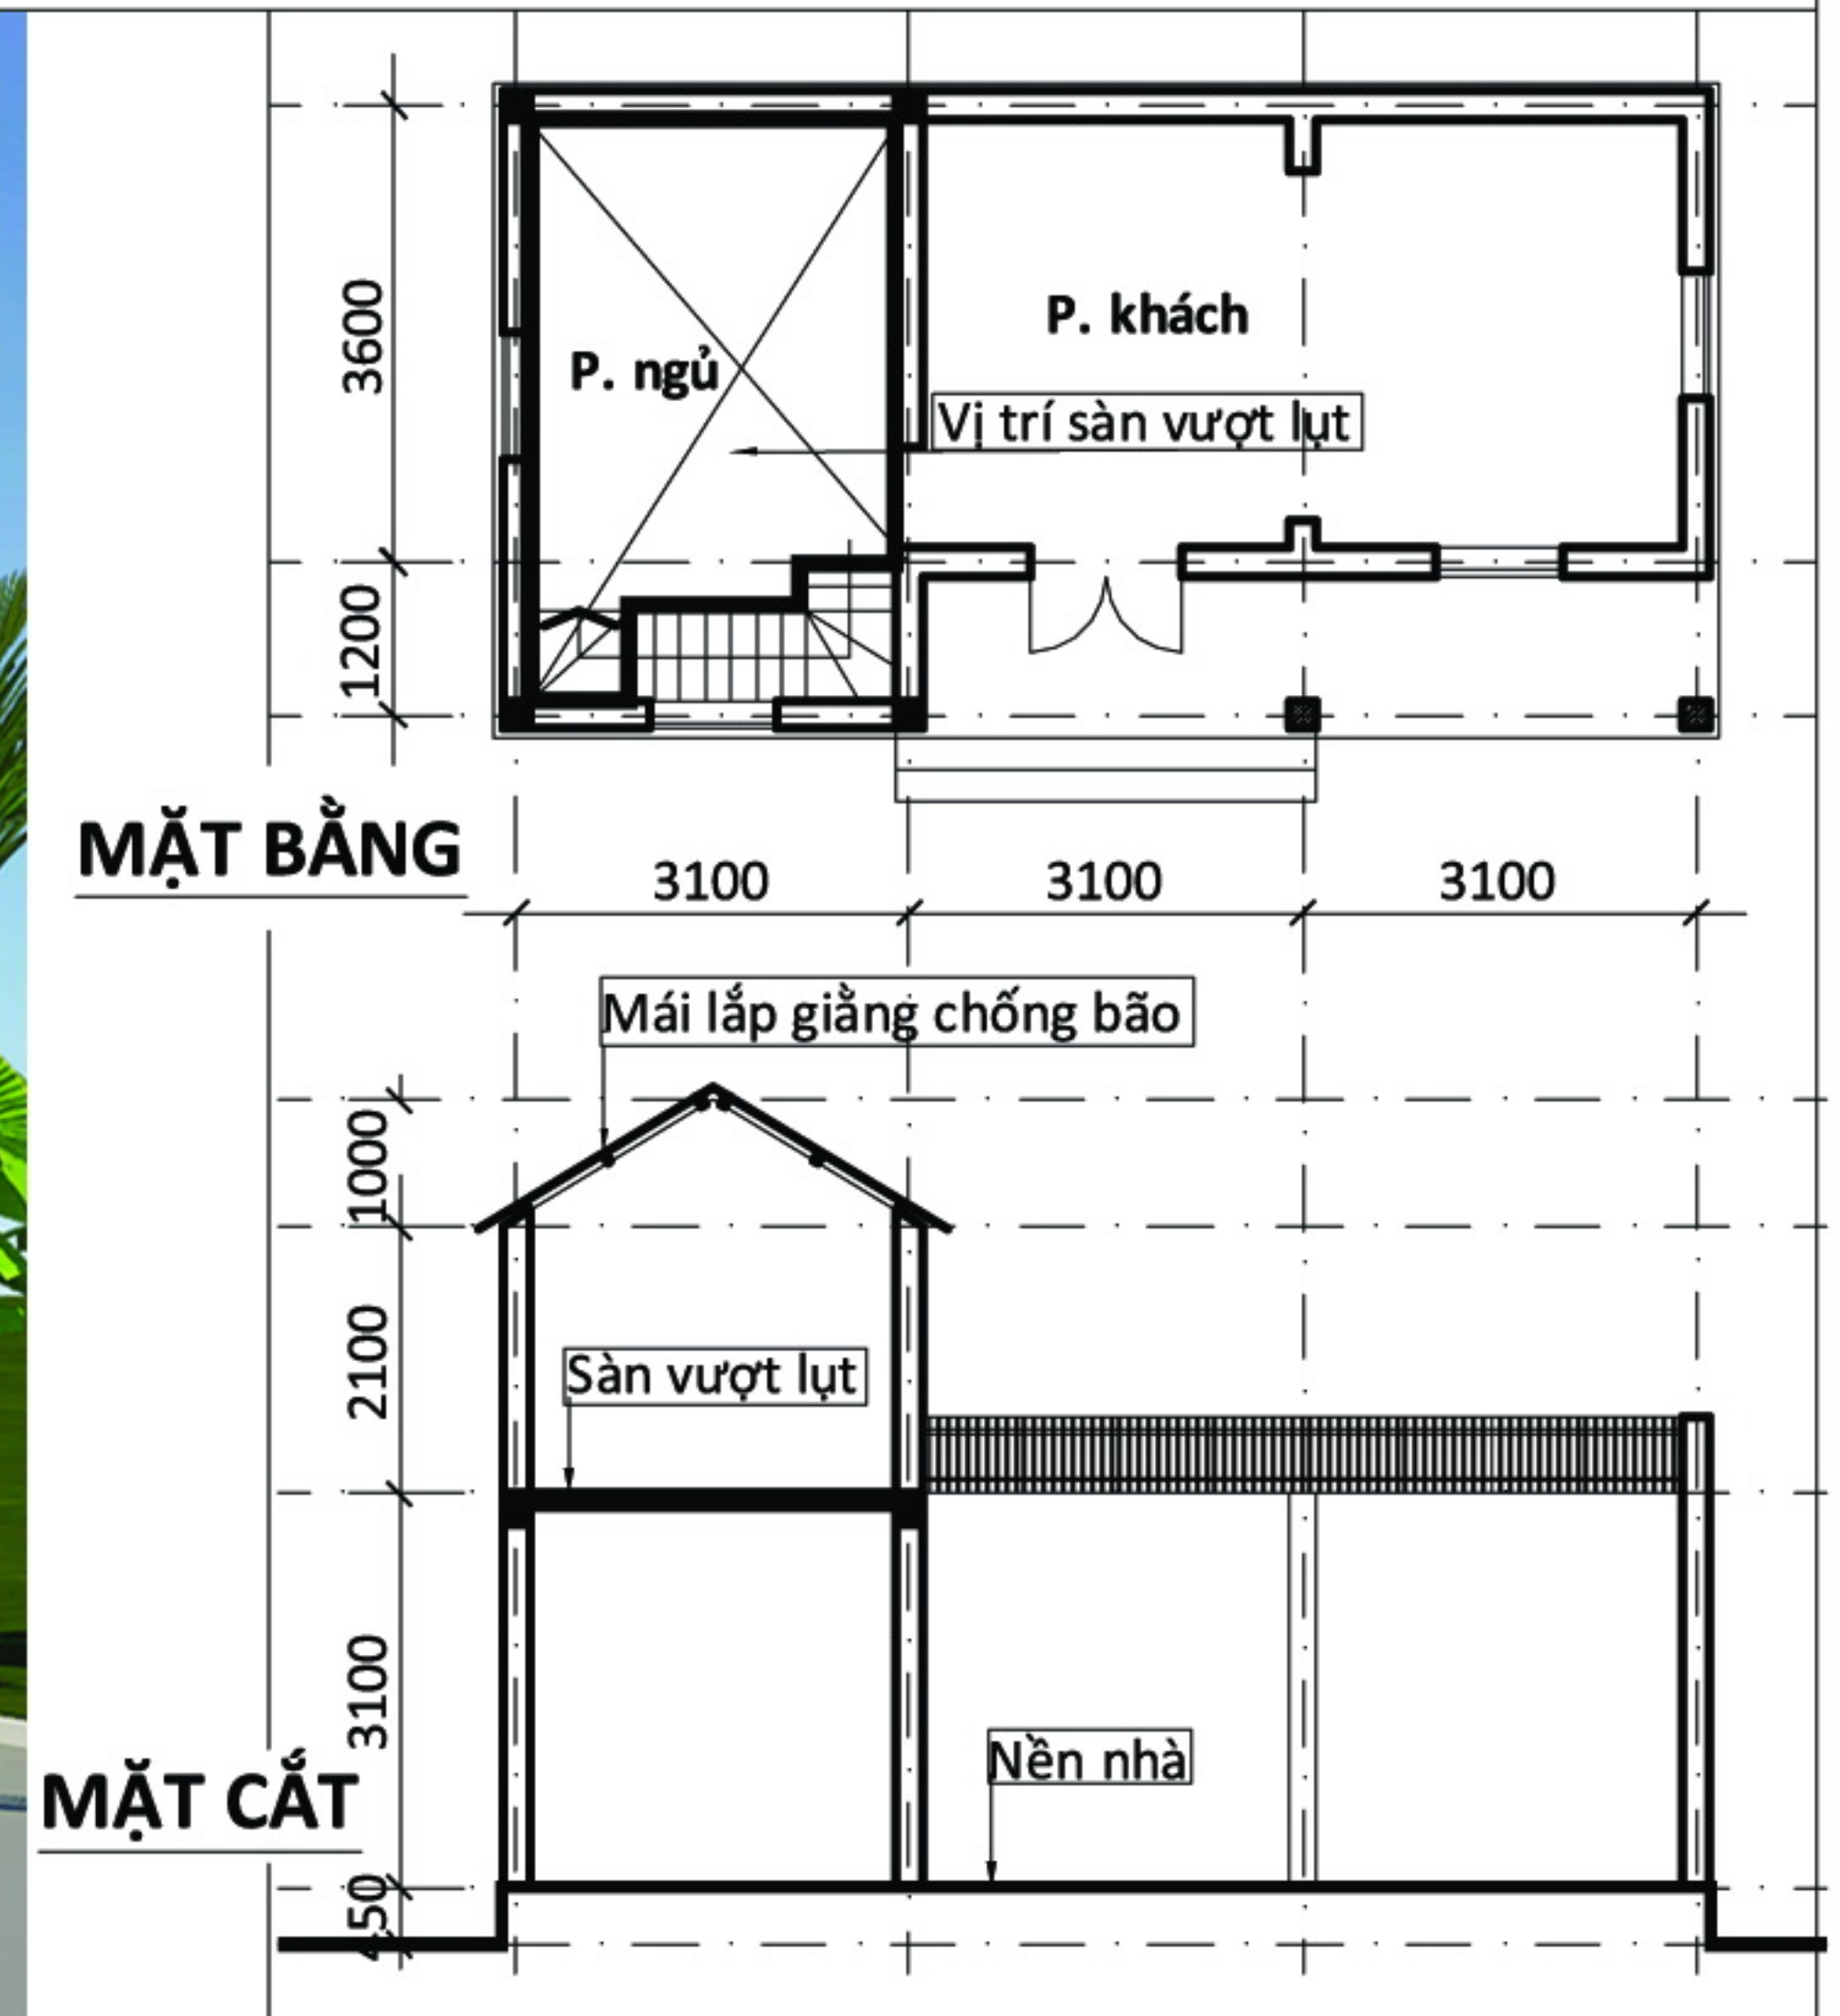 3600
P. khách
P. ngủ
Vị trí sàn vượt lụt
1200
MẶT BẰNG
3100 3100 3100
Mái lắp giằng chống bão
1000
2100
Sàn vượt lụt
3100
Nền nhà
MẶT CẮT
450